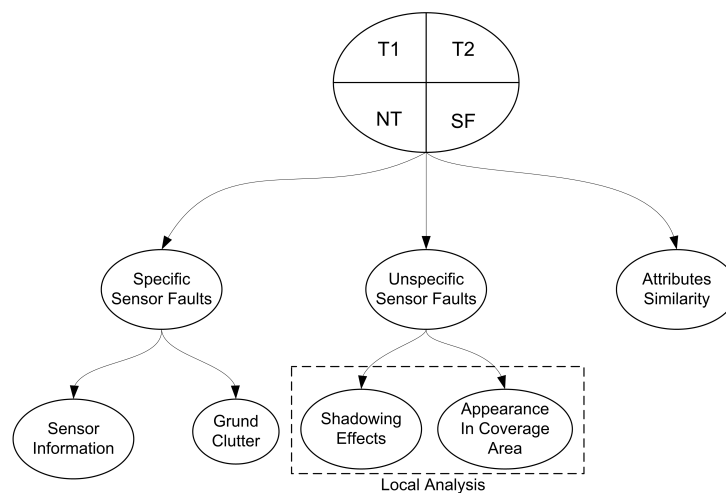 T1
T2
NT
SF
Specific
Sensor Faults
Unspecific
Sensor Faults
Attributes
Similarity
Sensor
Information
Grund
Clutter
Shadowing
Effects
Appearance
In Coverage
Area
Local Analysis